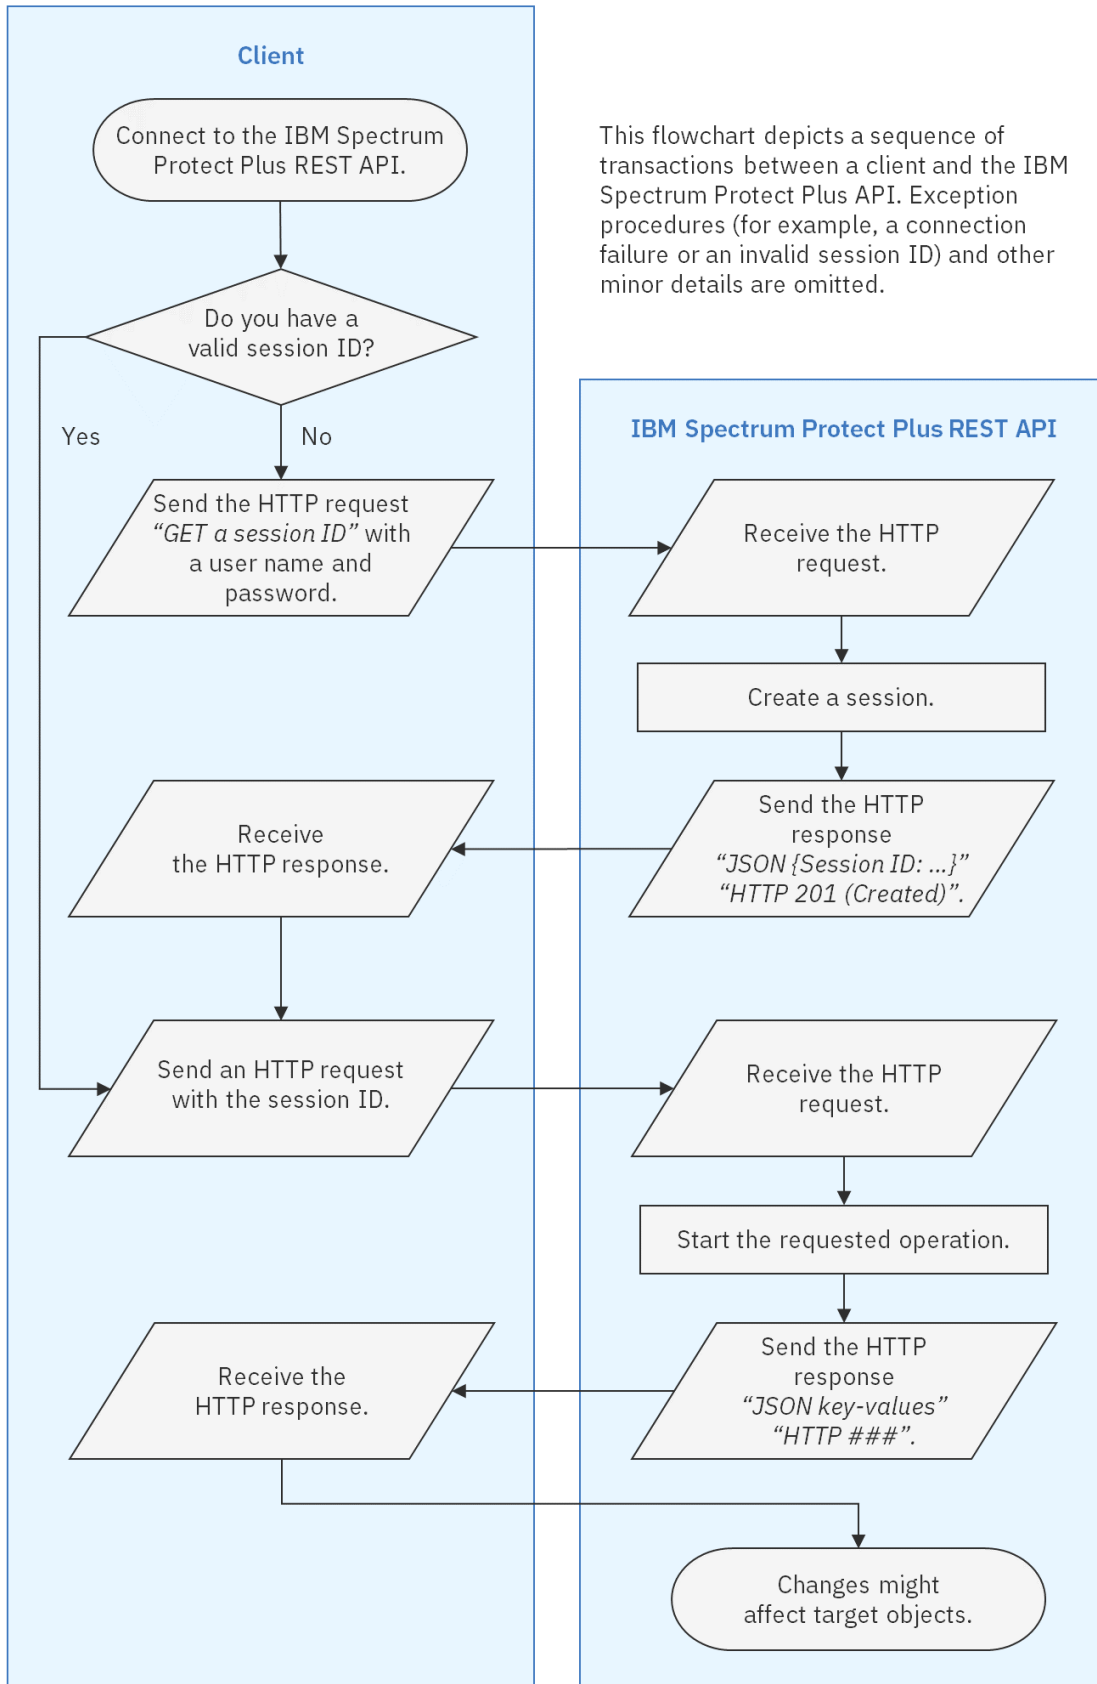 Client
Connect to the IBM Spectrum
Protect Plus REST API.
This flowchart depicts a sequence of
transactions between a client and the IBM
Spectrum Protect Plus API. Exception
procedures (for example, a connection
failure or an invalid session ID) and other
minor details are omitted.
Do you have a
valid session ID?
Yes
No
IBM Spectrum Protect Plus REST API
Send the HTTP request
“GET a session ID” with
a user name and
password.
Receive the HTTP
request.
Create a session.
Send the HTTP
response
“JSON {Session ID: ...}”
“HTTP 201 (Created)”.
Receive
the HTTP response.
Send an HTTP request
with the session ID.
Receive the HTTP
request.
Start the requested operation.
Send the HTTP
response
“JSON key-values”
“HTTP ###”.
Receive the
HTTP response.
Changes might
affect target objects.